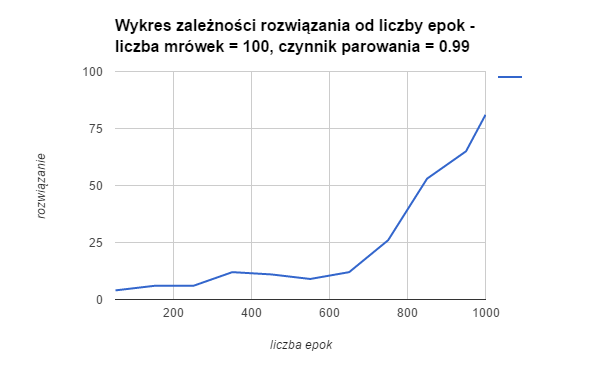 Wykres zależności rozwiązania od liczby epok -
liczba mrówek = 100, czynnik parowania = 0.99
100
75
50
25
0
rozwiązanie
200 400 600 800 1000
liczba epok